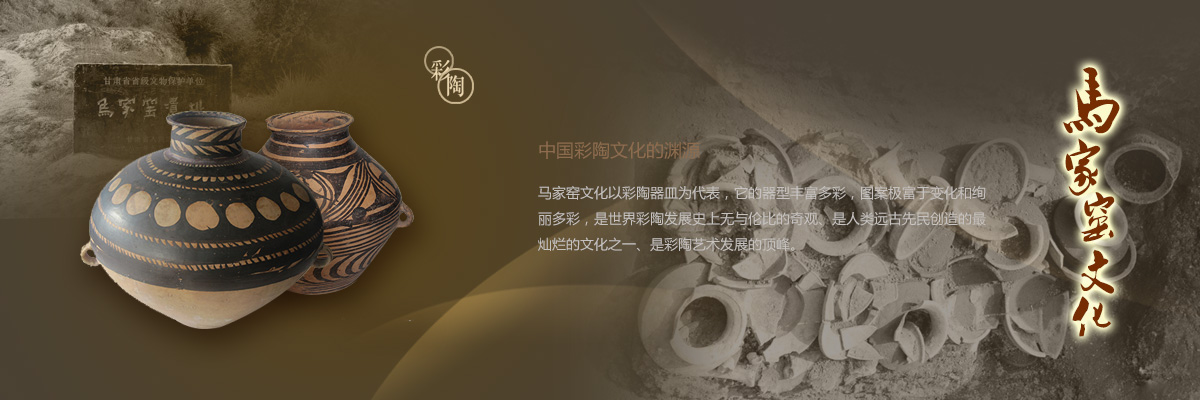 甘肃省省级文物保护单位
馬家窑遺址
彩陶
中国彩陶文化的渊源
马家窑文化以彩陶器皿为代表，它的器型丰富多彩，图案极富于变化和绚
丽多彩，是世界彩陶发展史上无与伦比的奇观、是人类远古先民创造的最
灿烂的文化之一、是彩陶艺术发展的顶峰。
馬家窑文化